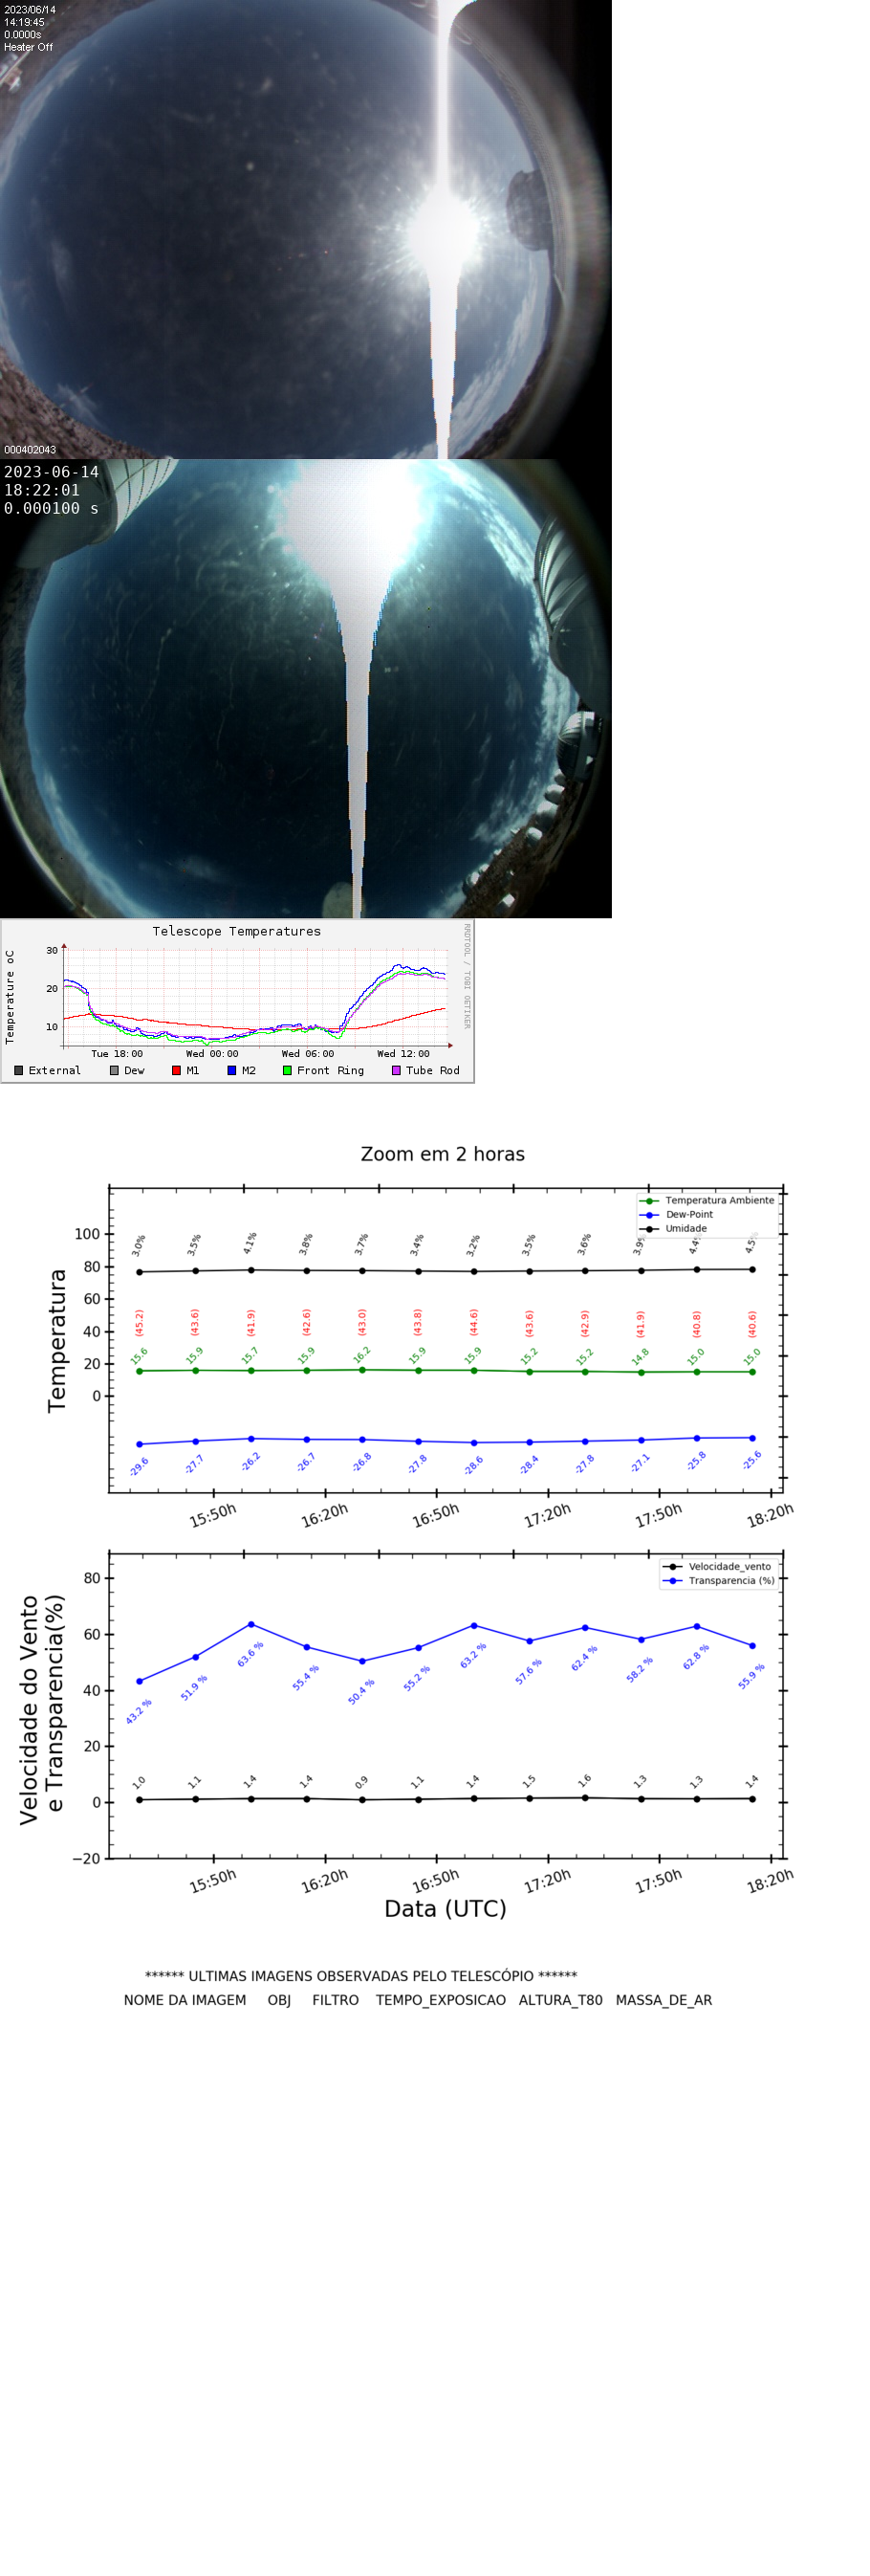 2023/06/14
14:19:45
0.0000s
Heater Off
000402043
2023-06-14
18:22:01
0.000100 s
Telescope Temperatures
RRDTOOL / TOBI OETIKER
Temperature oC
30
20
10
Tue 18:00 Wed 00:00 Wed 06:00 Wed 12:00
External Dew M1 M2 Front Ring Tube Rod
Zoom em 2 horas
Temperatura Ambiente
Dew-Point
Umidade
Temperatura
100
80
60
40
20
0
3.0% 3.5% 4.1% 3.8% 3.7% 3.4% 3.2% 3.5% 3.6% 3.9% 4.4% 4.5%
(45.2) (43.6) (41.9) (42.6) (43.0) (43.8) (44.6) (43.6) (42.9) (41.9) (40.8) (40.6)
15.6 15.9 15.7 15.9 16.2 15.9 15.9 15.2 15.2 14.8 15.0 15.0
-29.6 -27.7 -26.2 -26.7 -26.8 -27.8 -28.6 -28.4 -27.8 -27.1 -25.8 -25.6
15:50h 16:20h 16:50h 17:20h 17:50h 18:20h
Velocidade_vento
Transparencia (%)
Velocidade do Vento
e Transparencia(%)
80
60
40
20
0
−20
43.2 % 51.9 % 63.6 % 55.4 % 50.4 % 55.2 % 63.2 % 57.6 % 62.4 % 58.2 % 62.8 % 55.9 %
1.0 1.1 1.4 1.4 0.9 1.1 1.4 1.5 1.6 1.3 1.3 1.4
15:50h 16:20h 16:50h 17:20h 17:50h 18:20h
Data (UTC)
****** ULTIMAS IMAGENS OBSERVADAS PELO TELESCÓPIO ******
NOME DA IMAGEM OBJ FILTRO TEMPO_EXPOSICAO ALTURA_T80 MASSA_DE_AR